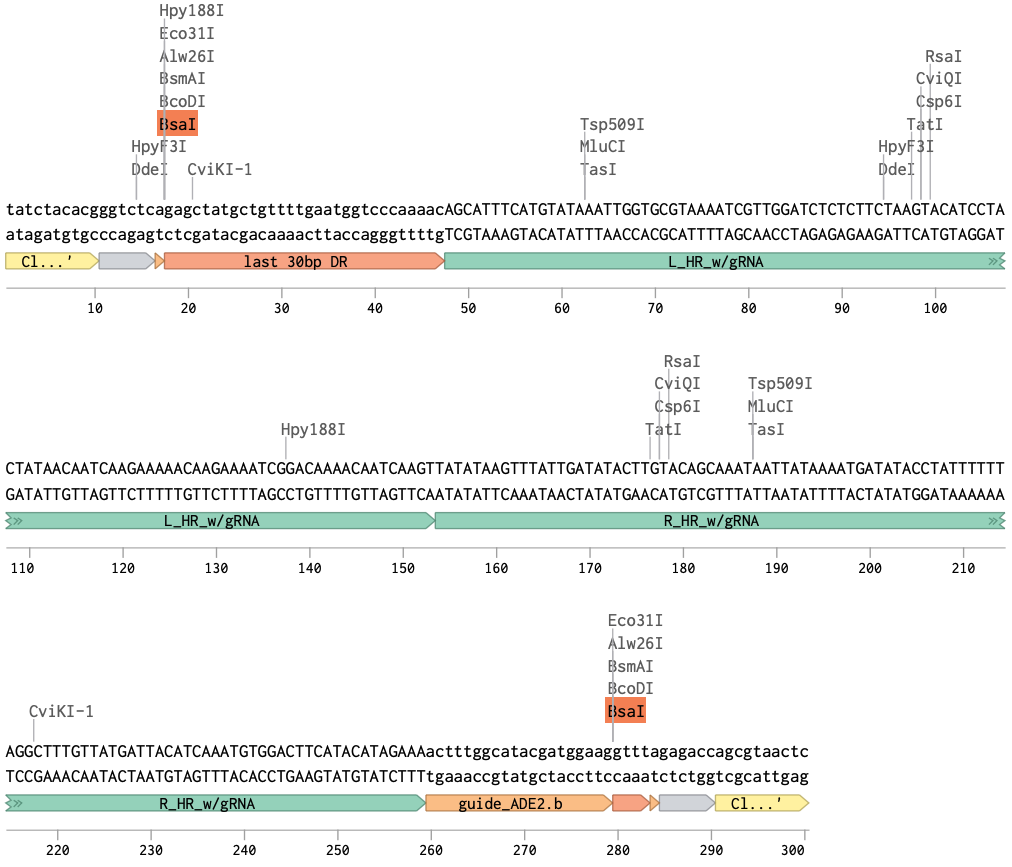 Hpy188I
Eco31I
Alw26I RsaI
BsmAI CviQI
BcoDI Csp6I
BsaI Tsp509I TatI
HpyF3I MluCI HpyF3I
DdeI CviKI-1 TasI DdeI
tatctacacgggtctcagagctatgctgttttgaatggtcccaaaacAGCATTTCATGTATAAATTGGTGCGTAAAATCGTTGGATCTCTCTTCTAAGTACATCCTA
atagatgtgcccagagtctcgatacgacaaaacttaccagggttttgTCGTAAAGTACATATTTAACCACGCATTTTAGCAACCTAGAGAGAAGATTCATGTAGGAT
Cl...' last 30bp DR L_HR_w/gRNA
10 20 30 40 50 60 70 80 90 100
RsaI
CviQI Tsp509I
Csp6I MluCI
Hpy188I TatI TasI
CTATAACAATCAAGAAAAACAAGAAAATCGGACAAAACAATCAAGTTATATAAGTTTATTGATATACTTGTACAGCAAATAATTATAAAATGATATACCTATTTTTT
GATATTGTTAGTTCTTTTTGTTCTTTTAGCCTGTTTTGTTAGTTCAATATATTCAAATAACTATATGAACATGTCGTTTATTAATATTTTACTATATGGATAAAAAA
L_HR_w/gRNA R_HR_w/gRNA
110 120 130 140 150 160 170 180 190 200 210
Eco31I
Alw26I
BsmAI
BcoDI
CviKI-1 BsaI
AGGCTTTGTTATGATTACATCAAATGTGGACTTCATACATAGAAActttggcatacgatggaaggtttagagaccagcgtaactc
TCCGAAACAATACTAATGTAGTTTACACCTGAAGTATGTATCTTTgaaaccgtatgctaccttccaaatctctggtcgcattgag
R_HR_w/gRNA guide_ADE2.b Cl...'
220 230 240 250 260 270 280 290 300